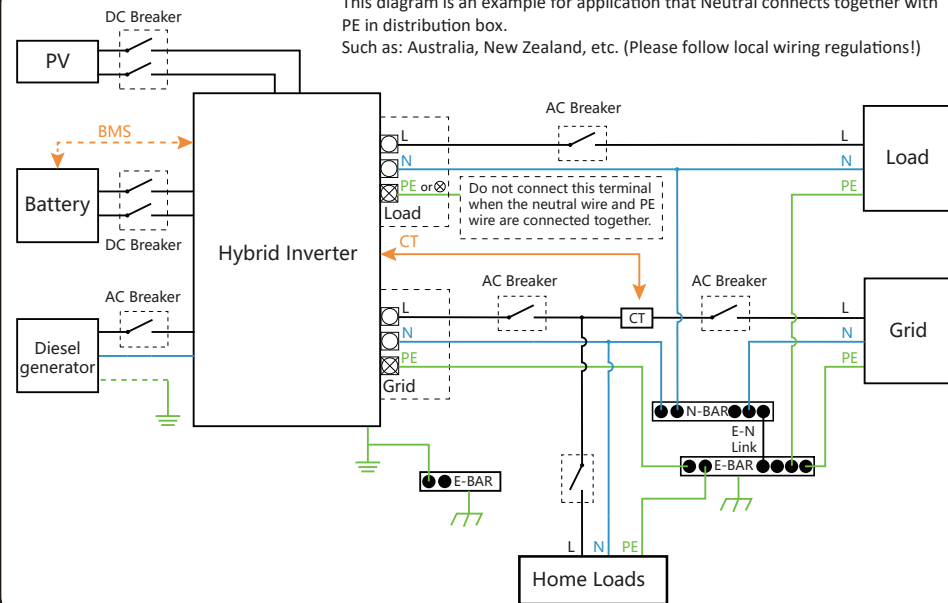 This diagram is an example for application that Neutral connects together with
PE in distribution box.
Such as: Australia, New Zealand, etc. (Please follow local wiring regulations!)
DC Breaker
PV
BMS
Battery
DC Breaker
AC Breaker
Diesel
generator
Hybrid Inverter
L
N
PE or
Load
Do not connect this terminal
when the neutral wire and PE
wire are connected together.
AC Breaker
L
N
PE
Load
CT
AC Breaker
CT
AC Breaker
L
N
PE
Grid
L
N
PE
Grid
N-BAR
E-N
Link
E-BAR
E-BAR
L
N
PE
Home Loads